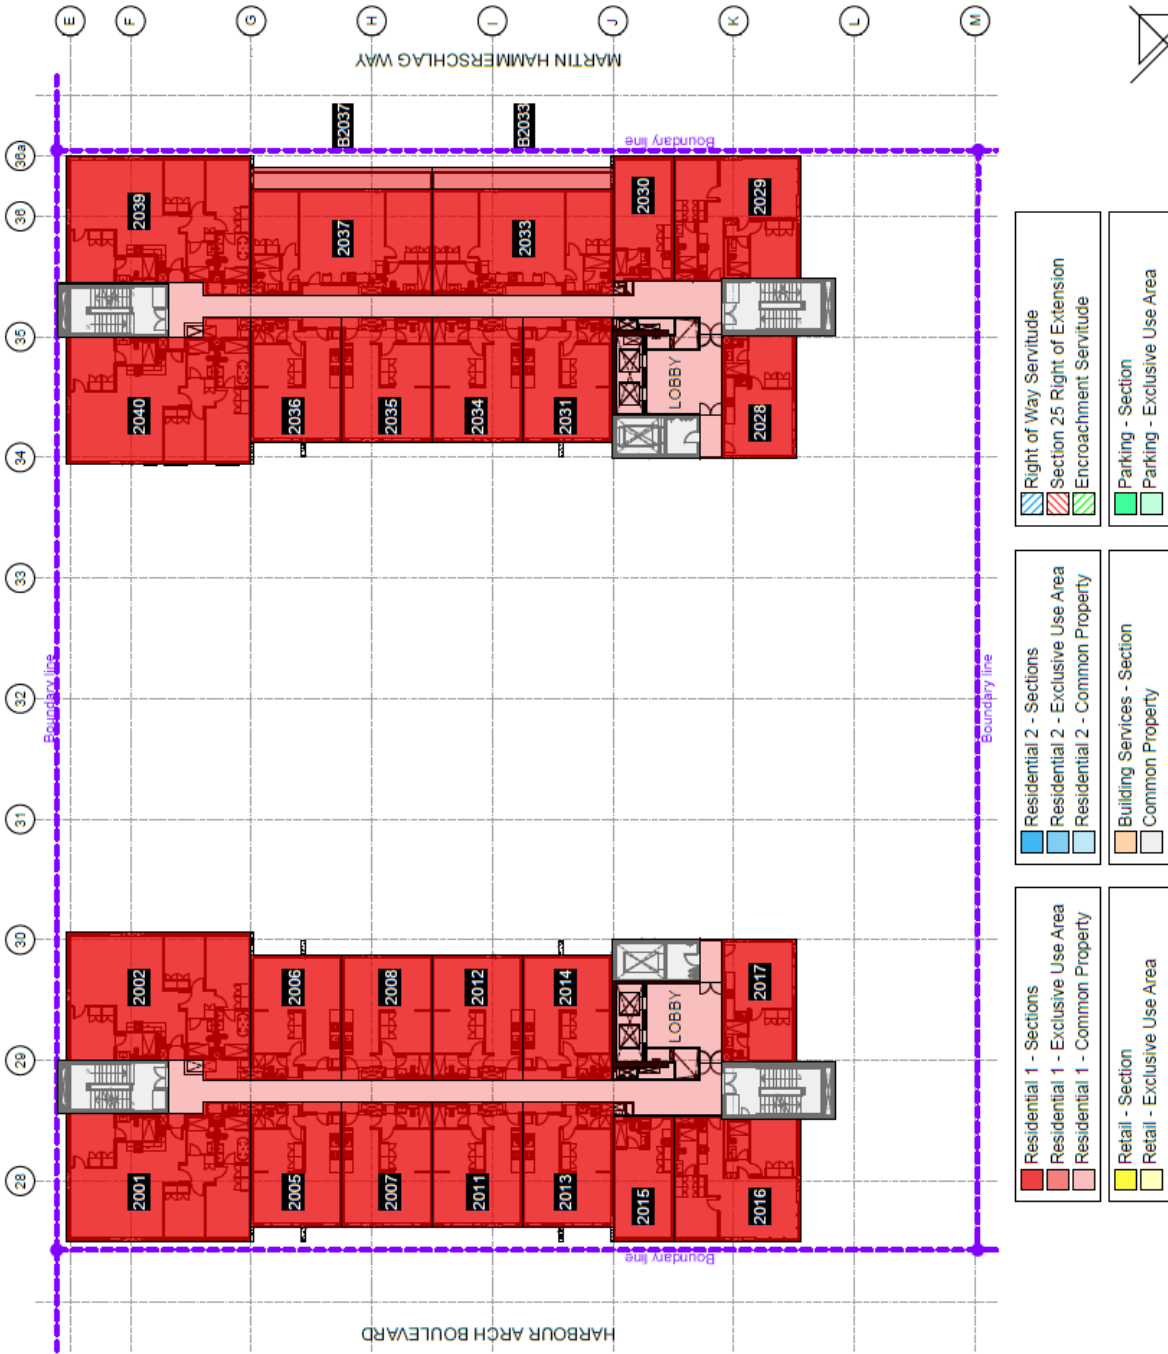 E
F
G
H
I
J
K
L
M
MARTIN HAMMERSCHLAG WAY
B2037
B2033
Boundary line
36a
36
35
34
33
32
31
30
29
28
2039
2037
2033
2030
2029
2040
2036
2035
2034
2031
LOBBY
2028
Boundary line
Boundary line
2002
2006
2008
2012
2014
LOBBY
2017
2001
2005
2007
2011
2013
2015
2016
Boundary line
HARBOUR ARCH BOULEVARD
Residential 1 - Sections
Residential 1 - Exclusive Use Area
Residential 1 - Common Property
Residential 2 - Sections
Residential 2 - Exclusive Use Area
Residential 2 - Common Property
Right of Way Servitude
Section 25 Right of Extension
Encroachment Servitude
Retail - Section
Retail - Exclusive Use Area
Building Services - Section
Common Property
Parking - Section
Parking - Exclusive Use Area